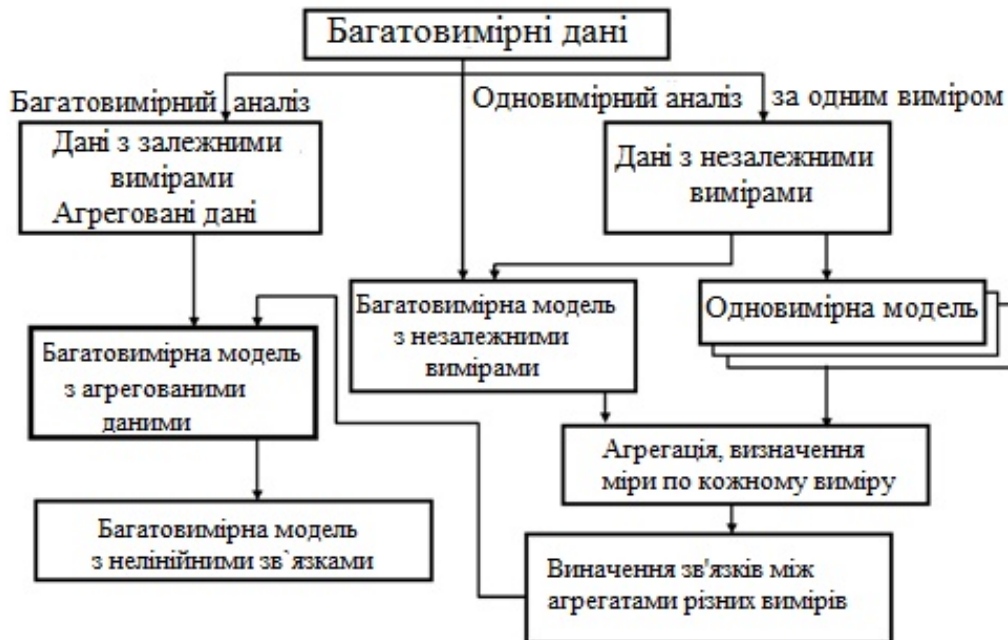 Багатовимірні дані
Багатовимірний аналіз
Одновимірний аналіз за одним виміром
Дані з залежними
вимірами
Агреговані дані
Дані з незалежними
вимірами
Багатовимірна модель
з незалежними
вимірами
Одновимірна модель
Багатовимірна модель
з агрегованими
даними
Агрегація, визначення
міри по кожному виміру
Багатовимірна модель
з нелінійними зв`язками
Виначення зв'язків між
агрегатами різних вимірів